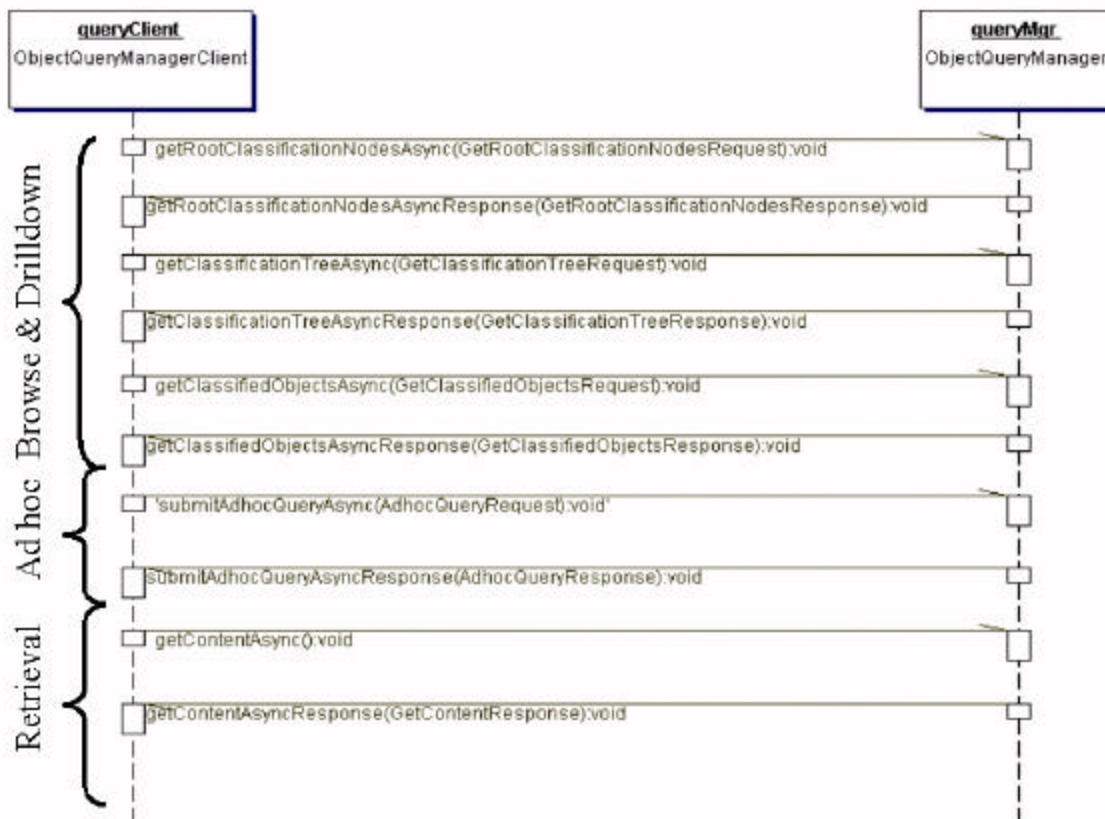 queryClient
ObjectQueryManagerClient
queryMgr
ObjectQueryManager
Browse & Drilldown
getRootClassificationNodesAsync(GetRootClassificationNodesRequest):void
getRootClassificationNodesAsyncResponse(GetRootClassificationNodesResponse):void
getClassificationTreeAsync(GetClassificationTreeRequest):void
getClassificationTreeAsyncResponse(GetClassificationTreeResponse):void
getClassifiedObjectsAsync(GetClassifiedObjectsRequest):void
getClassifiedObjectsAsyncResponse(GetClassifiedObjectsResponse):void
Ad hoc
'submitAdhocQueryAsync(AdhocQueryRequest):void'
submitAdhocQueryAsyncResponse(AdhocQueryResponse):void
Retrieval
getContentAsync():void
getContentAsyncResponse(GetContentResponse):void